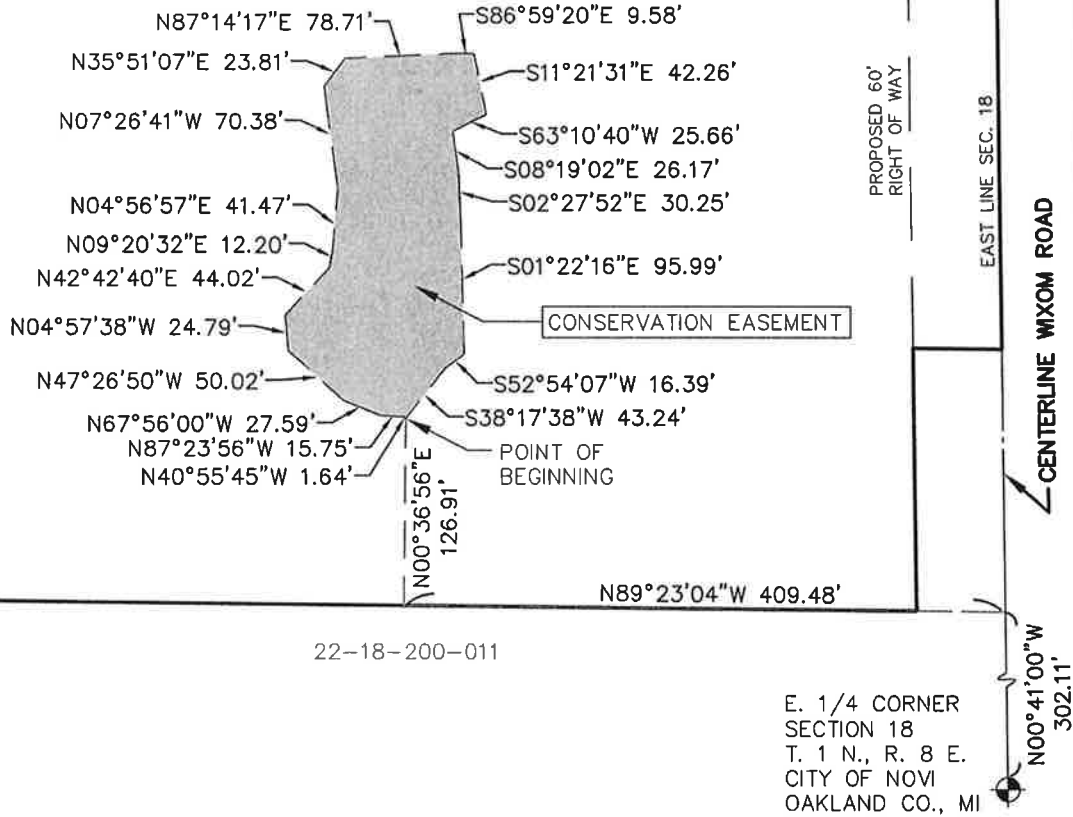 N87°14'17"E 78.71'
S86°59'20"E 9.58'
N35°51'07"E 23.81'
S11°21'31"E 42.26'
N07°26'41"W 70.38'
S63°10'40"W 25.66'
S08°19'02"E 26.17'
N04°56'57"E 41.47'
S02°27'52"E 30.25'
N09°20'32"E 12.20'
N42°42'40"E 44.02'
S01°22'16"E 95.99'
N04°57'38"W 24.79'
CONSERVATION EASEMENT
N47°26'50"W 50.02'
S52°54'07"W 16.39'
N67°56'00"W 27.59'
S38°17'38"W 43.24'
N87°23'56"W 15.75'
N40°55'45"W 1.64'
POINT OF
BEGINNING
N00°36'56"E
126.91'
PROPOSED 60'
RIGHT OF WAY
EAST LINE SEC. 18
CENTERLINE WIXOM ROAD
N89°23'04"W 409.48'
22-18-200-011
N00°41'00"W
302.11'
E. 1/4 CORNER
SECTION 18
T. 1 N., R. 8 E.
CITY OF NOVI
OAKLAND CO., MI